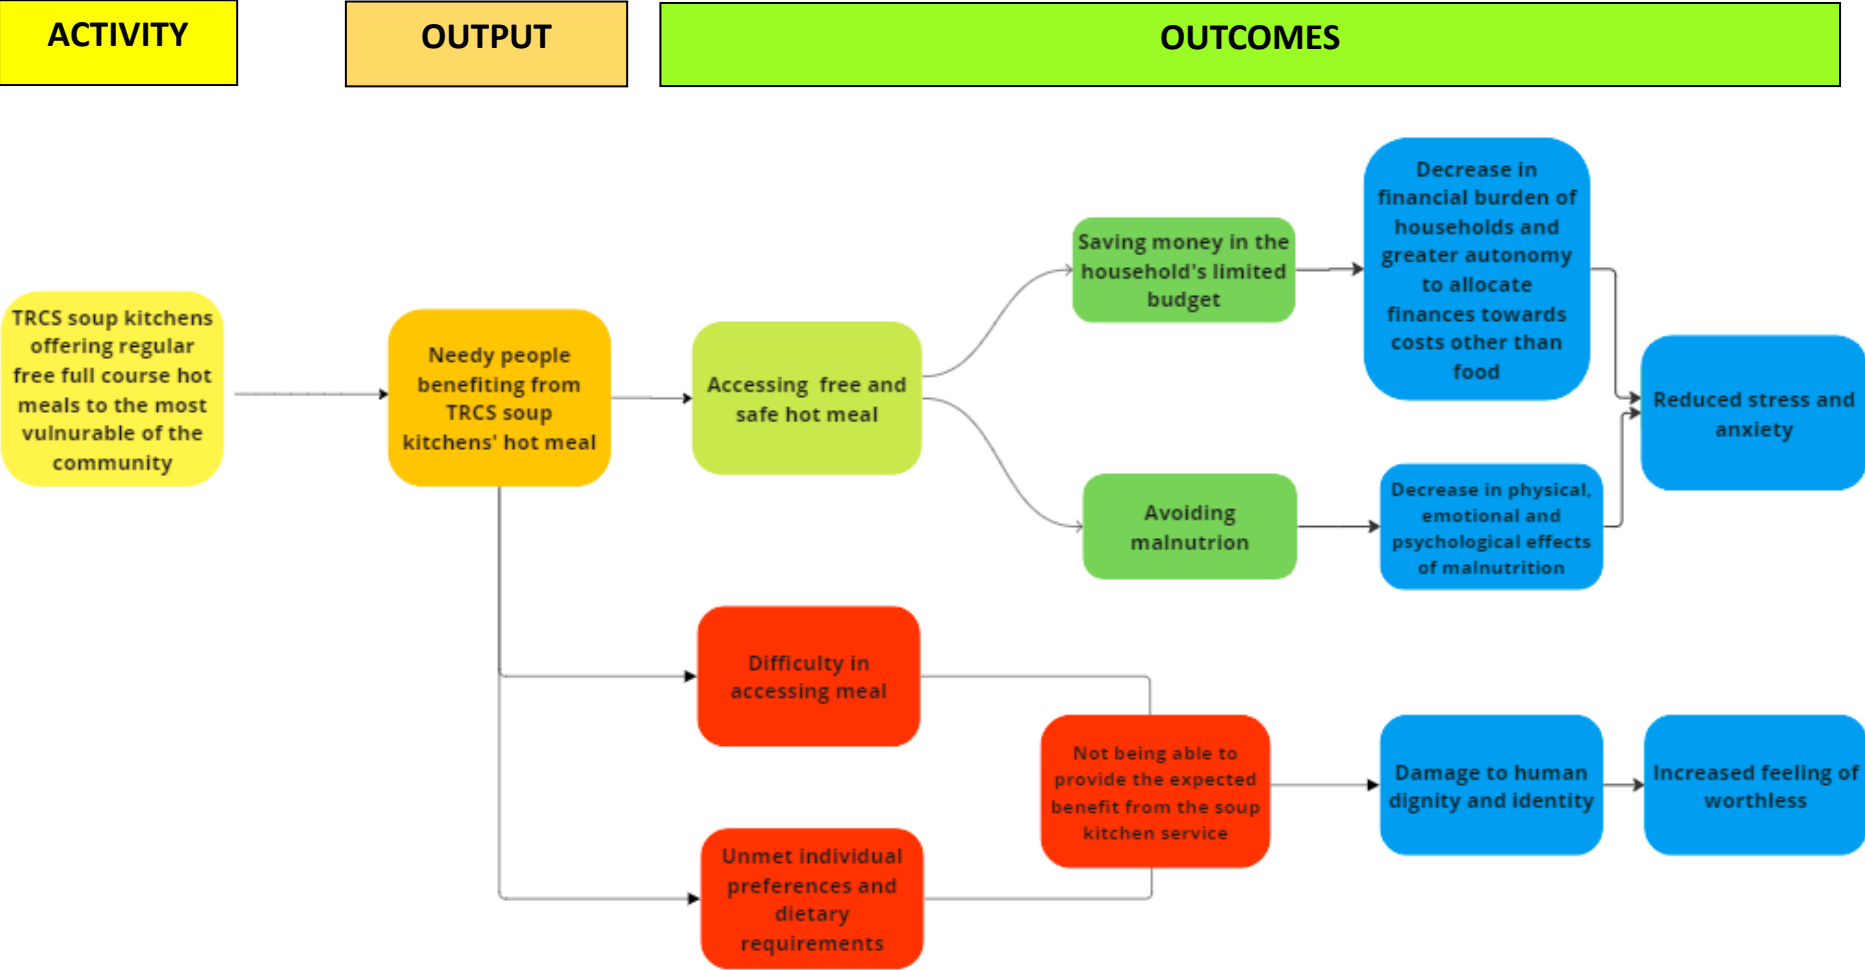 ACTIVITY
OUTPUT
OUTCOMES
TRCS soup kitchens
offering regular
free full course hot
meals to the most
vulnurable of the
community
Needy people
benefiting from
TRCS soup
kitchens' hot meal
Accessing free and
safe hot meal
Saving money in the
household's limited
budget
Decrease in
financial burden of
households and
greater autonomy
to allocate
finances towards
costs other than
food
Reduced stress and
anxiety
Avoiding
malnutrion
Decrease in physical,
emotional and
psychological effects
of malnutrition
Difficulty in
accessing meal
Not being able to
provide the expected
benefit from the soup
kitchen service
Damage to human
dignity and identity
Increased feeling of
worthless
Unmet individual
preferences and
dietary
requirements